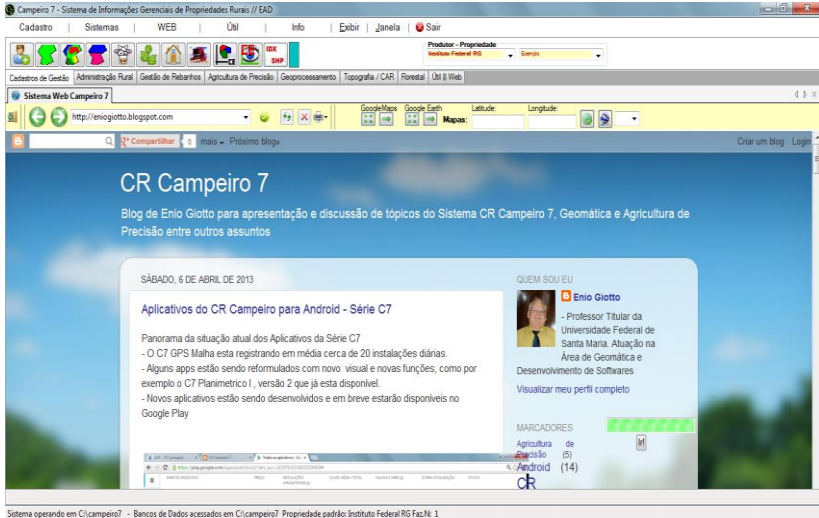 Campeiro 7 - Sistema de Informações Gerenciais de Propriedades Rurais // EAD
Cadastro | Sistemas | WEB | Útil | Info | Exibir | Janela | Sair
IDX
SHP
Produtor - Propriedade
Instituto Federal RG
Exemplo
Cadastros de Gestão Administração Rural Gestão de Rebanhos Agricultura de Precisão Geoprocessamento Topografia / CAR Florestal Útil || Web
Sistema Web Campeiro 7
http://eniogiotto.blogspot.com
GoogleMaps Google Earth Latitude: Longitude:
Mapas:
Compartilhar 0 mais Próximo blog»
Criar um blog Login
CR Campeiro 7
Blog de Enio Giotto para apresentação e discussão de tópicos do Sistema CR Campeiro 7, Geomática e Agricultura de
Precisão entre outros assuntos
SÁBADO, 6 DE ABRIL DE 2013
Aplicativos do CR Campeiro para Android - Série C7
Panorama da situação atual dos Aplicativos da Série C7
- O C7 GPS Malha esta registrando em média cerca de 20 instalações diárias.
- Alguns apps estão sendo reformulados com novo visual e novas funções, como por
exemplo o C7 Planimetrico I , versão 2 que já esta disponível.
- Novos aplicativos estão sendo desenvolvidos e em breve estarão disponíveis no
Google Play
QUEM SOU EU
Enio Giotto
- Professor Titular da
Universidade Federal de
Santa Maria. Atuação na
Área de Geomática e
Desenvolvimento de Softwares
Visualizar meu perfil completo
MARCADORES
Agricultura de
Precisão (5)
Android (14)
CR
Ir!
Sistema operando em C:\campeiro7 - Bancos de Dados acessados em C:\campeiro7 Propriedade padrão: Instituto Federal RG Faz.N: 1